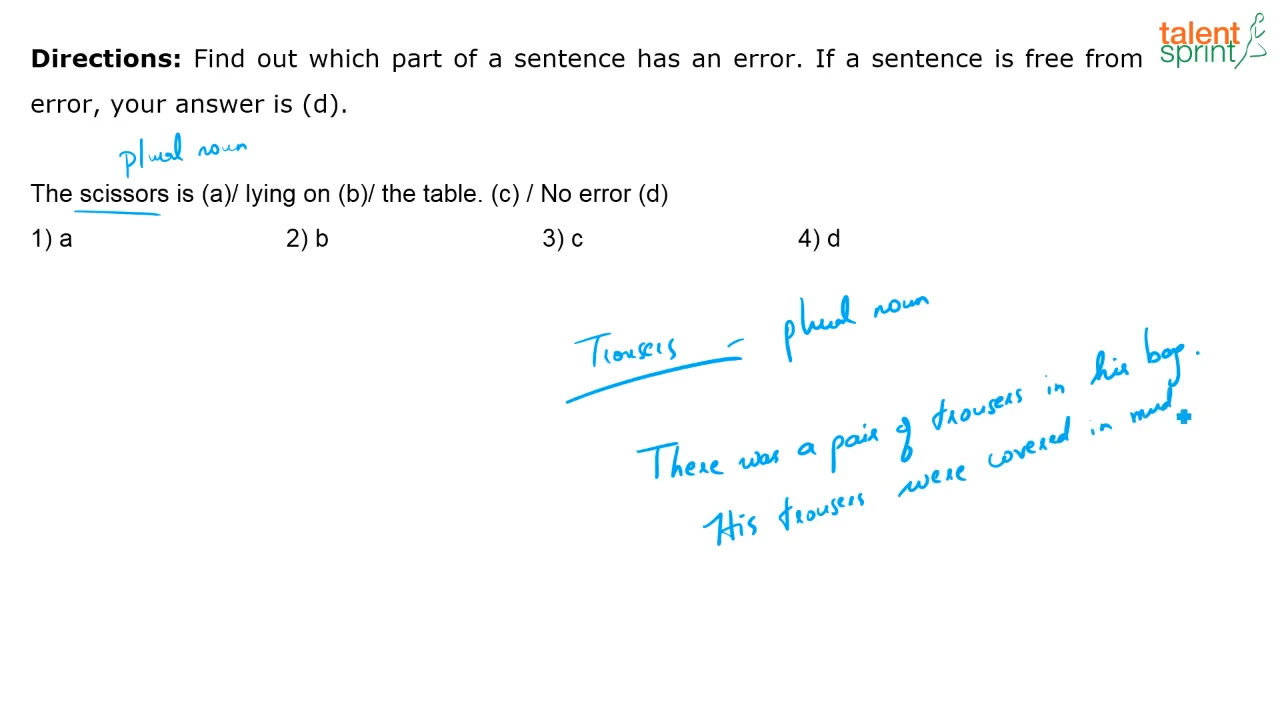 talent
sprint
Directions: Find out which part of a sentence has an error. If a sentence is free from
error, your answer is (d).
plural noun
The scissors is (a)/ lying on (b)/ the table. (c) / No error (d)
1) a 2) b 3) c 4) d
Trousers - plural noun
There was a pair of trousers in his bag.
His trousers were covered in mud